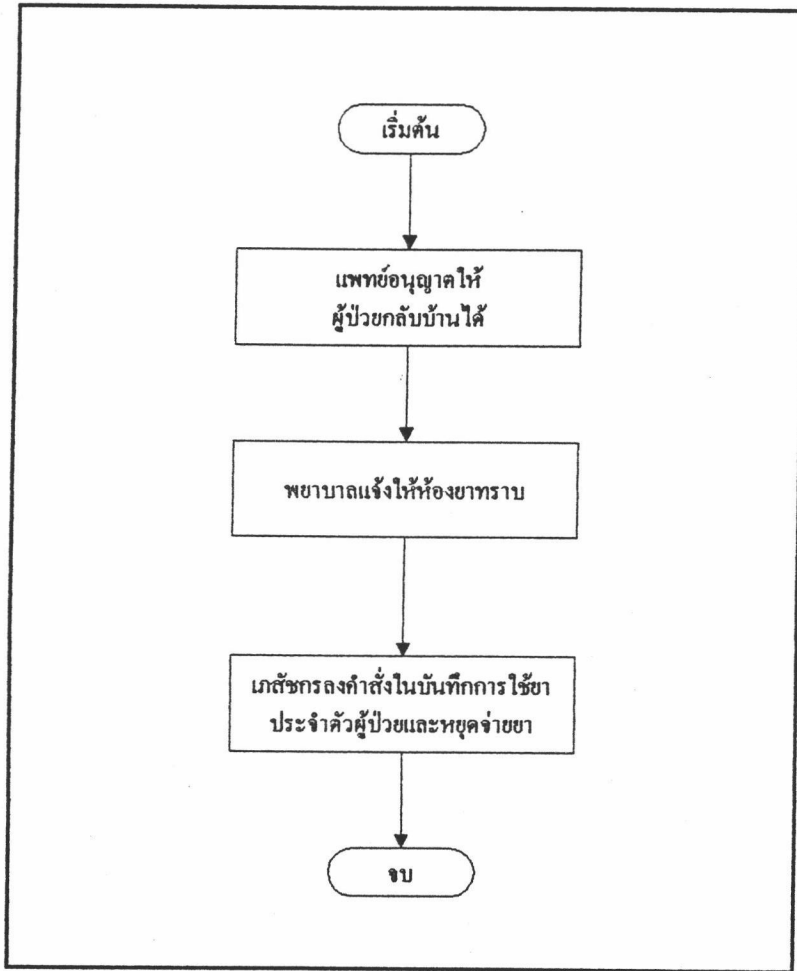 เริ่มต้น
แพทย์อนุญาตให้
ผู้ป่วยกลับบ้านได้
พยาบาลแจ้งให้ห้องยาทราบ
เภสัชกรลงคำสั่งในบันทึกการใช้ยา
ประจำตัวผู้ป่วยและหยุดจ่ายยา
จบ